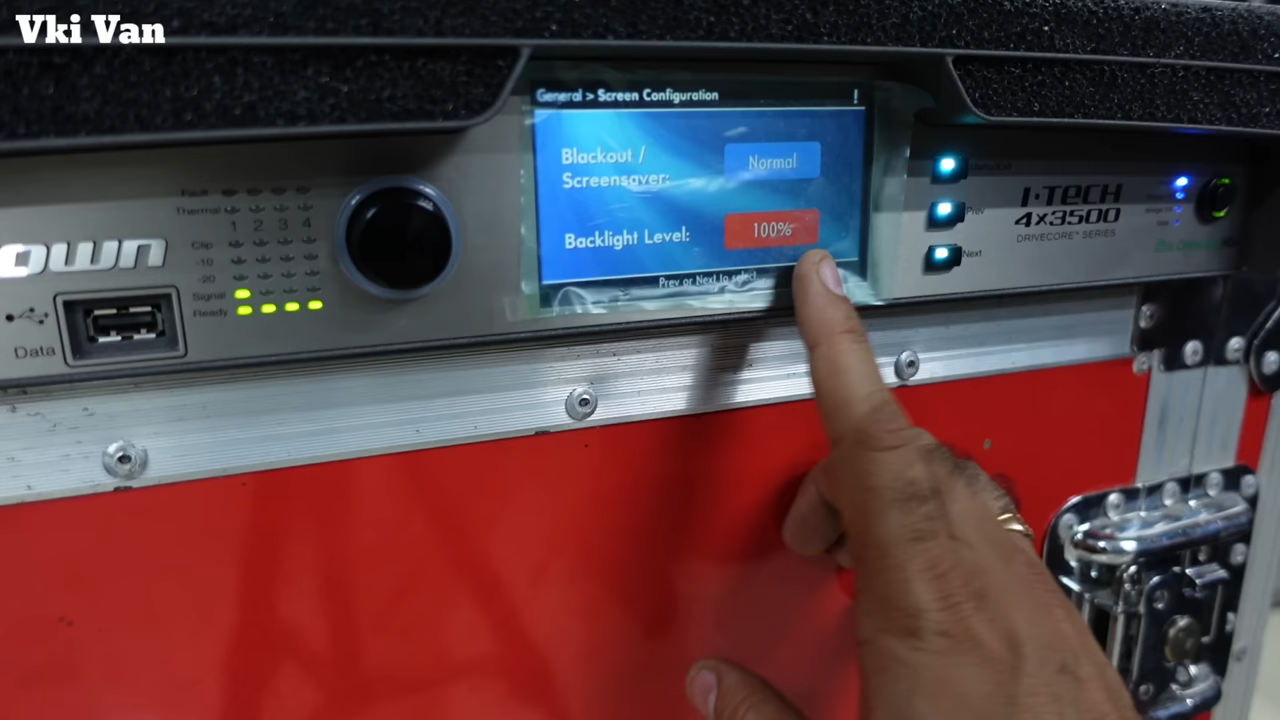 Vki Van
General > Screen Configuration !
Blackout /
Screensaver:
Normal
Backlight Level:
100%
Prev or Next to select
Fault
Thermal
1 2 3 4
Clip
-10
-20
Signal
Ready
Data
OWN
Prev
Next
I-TECH
4x3500
DRIVECORE™ SERIES